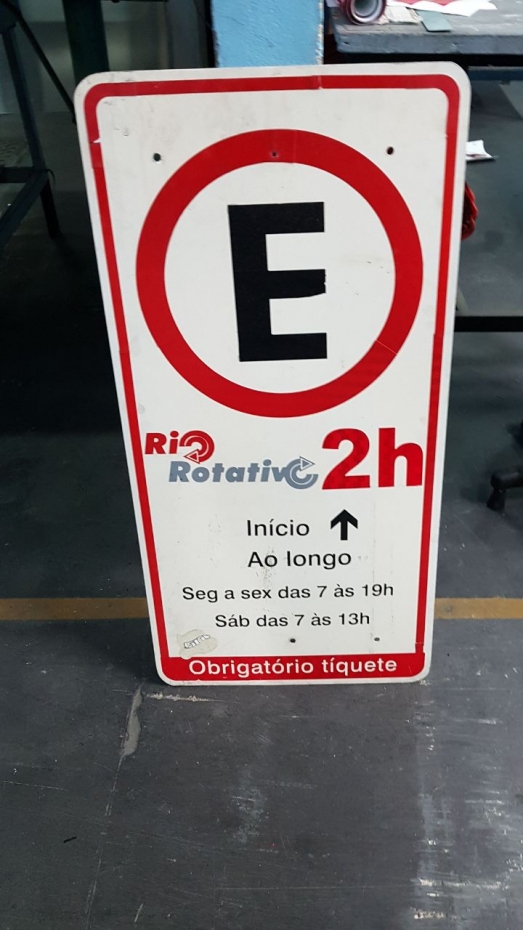 E
Rio
Rotativo 2h
Início ↑
Ao longo
Seg a sex das 7 às 19h
Sáb das 7 às 13h
Obrigatório tíquete